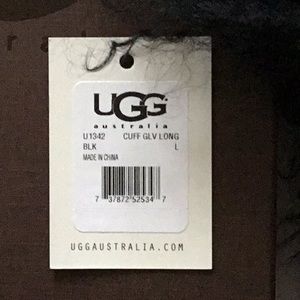 UGG
australia
U1342 CUFF GLV LONG
BLK L
MADE IN CHINA
7 37872 52534 7
UGGAUSTRALIA.COM